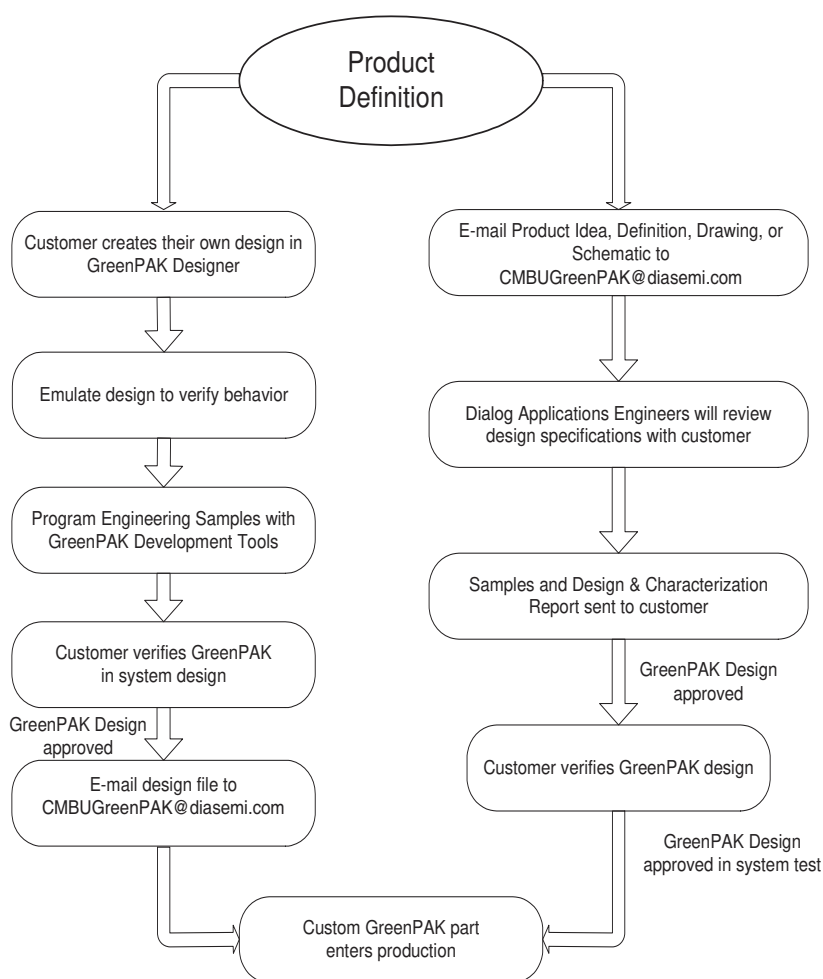 Product
Definition
Customer creates their own design in
GreenPAK Designer
Emulate design to verify behavior
Program Engineering Samples with
GreenPAK Development Tools
Customer verifies GreenPAK
in system design
GreenPAK Design
approved
E-mail design file to
CMBUGreenPAK@diasemi.com
E-mail Product Idea, Definition, Drawing, or
Schematic to
CMBUGreenPAK@diasemi.com
Dialog Applications Engineers will review
design specifications with customer
Samples and Design & Characterization
Report sent to customer
GreenPAK Design
approved
Customer verifies GreenPAK design
GreenPAK Design
approved in system test
Custom GreenPAK part
enters production